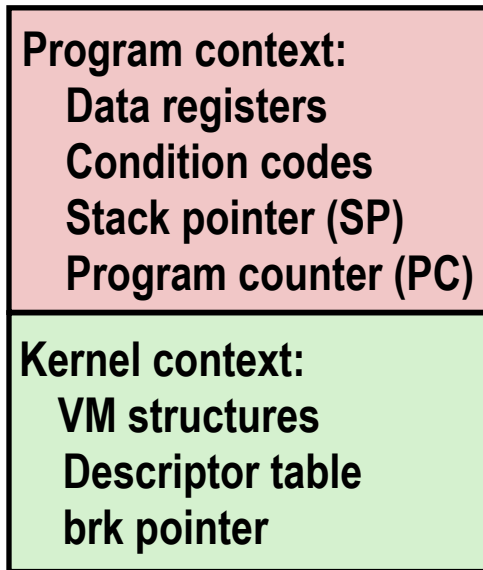 Program context:
Data registers
Condition codes
Stack pointer (SP)
Program counter (PC)
Kernel context:
VM structures
Descriptor table
brk pointer